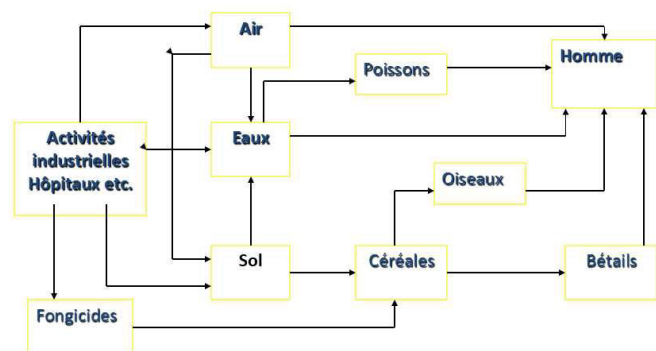 Air
Poissons
Homme
Activités
industrielles
Hôpitaux etc.
Eaux
Oiseaux
Sol
Céréales
Bétails
Fongicides